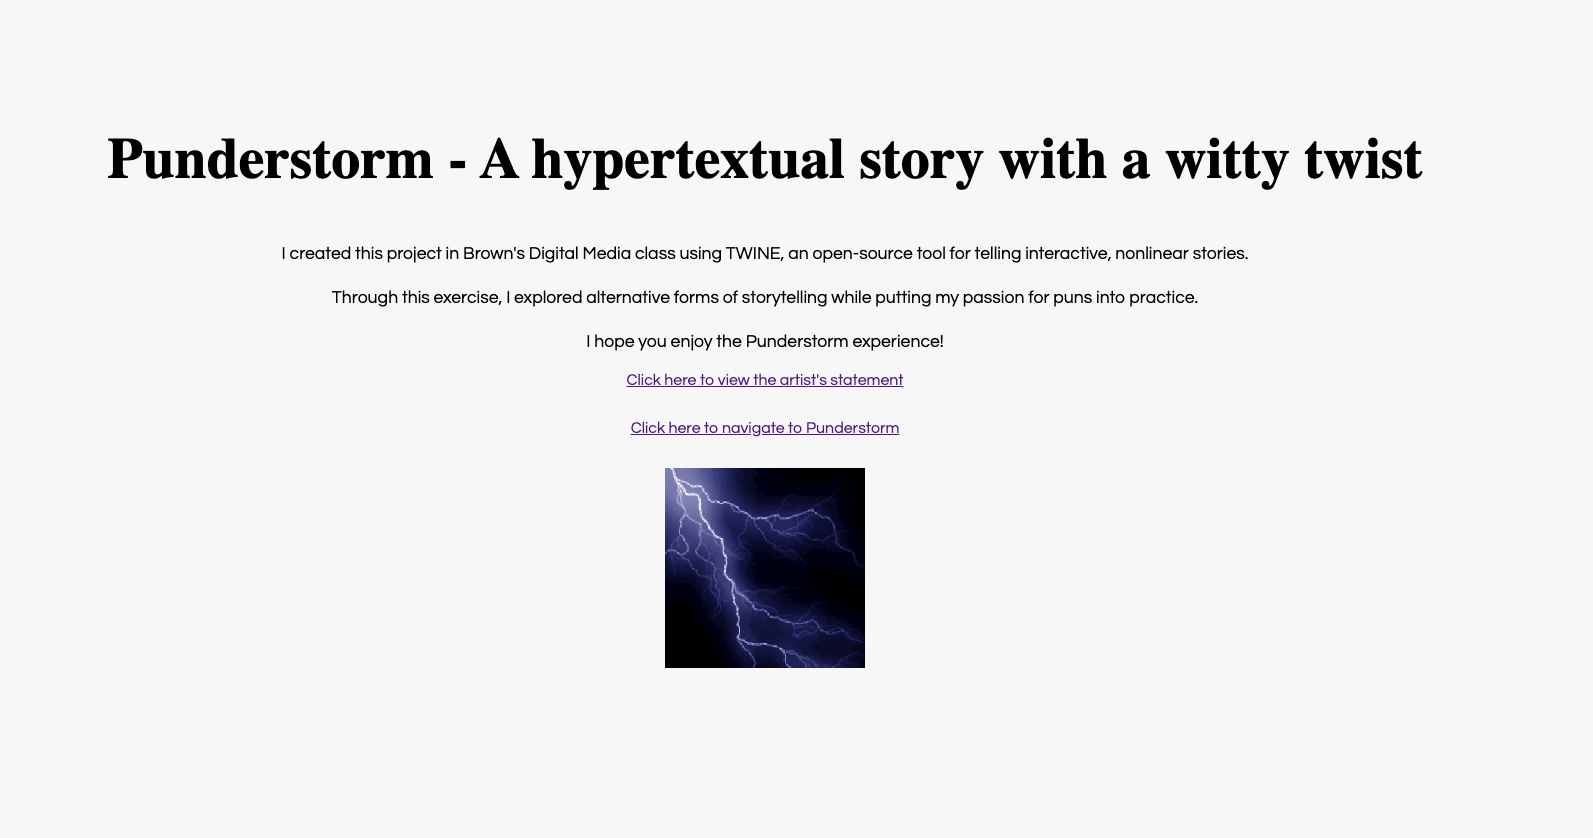 Punderstorm - A hypertextual story with a witty twist
I created this project in Brown's Digital Media class using TWINE, an open-source tool for telling interactive, nonlinear stories.
Through this exercise, I explored alternative forms of storytelling while putting my passion for puns into practice.
I hope you enjoy the Punderstorm experience!
Click here to view the artist's statement
Click here to navigate to Punderstorm